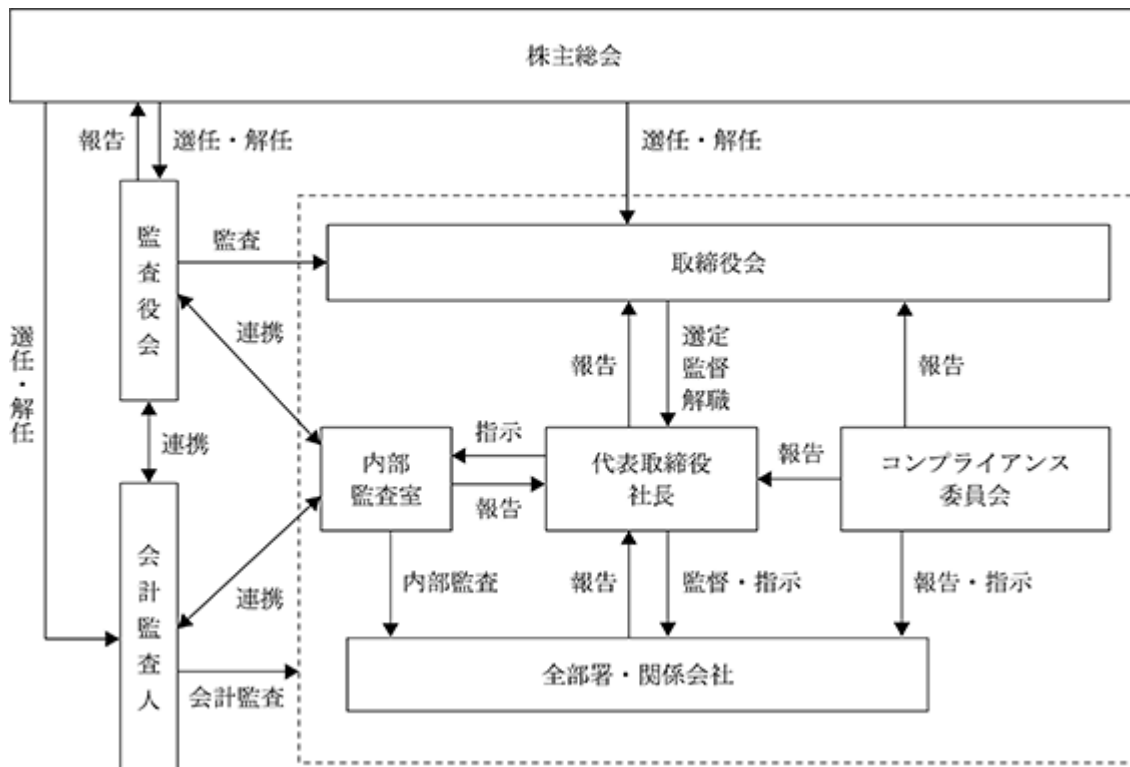 株主総会
報告
選任・解任
選任・解任
監査役会
監査
取締役会
選任・解任
連携
報告
選定
監督
解職
報告
連携
指示
内部
監査室
報告
代表取締役
社長
報告
コンプライアンス
委員会
会計監査人
連携
内部監査
報告
監督・指示
報告・指示
会計監査
全部署・関係会社